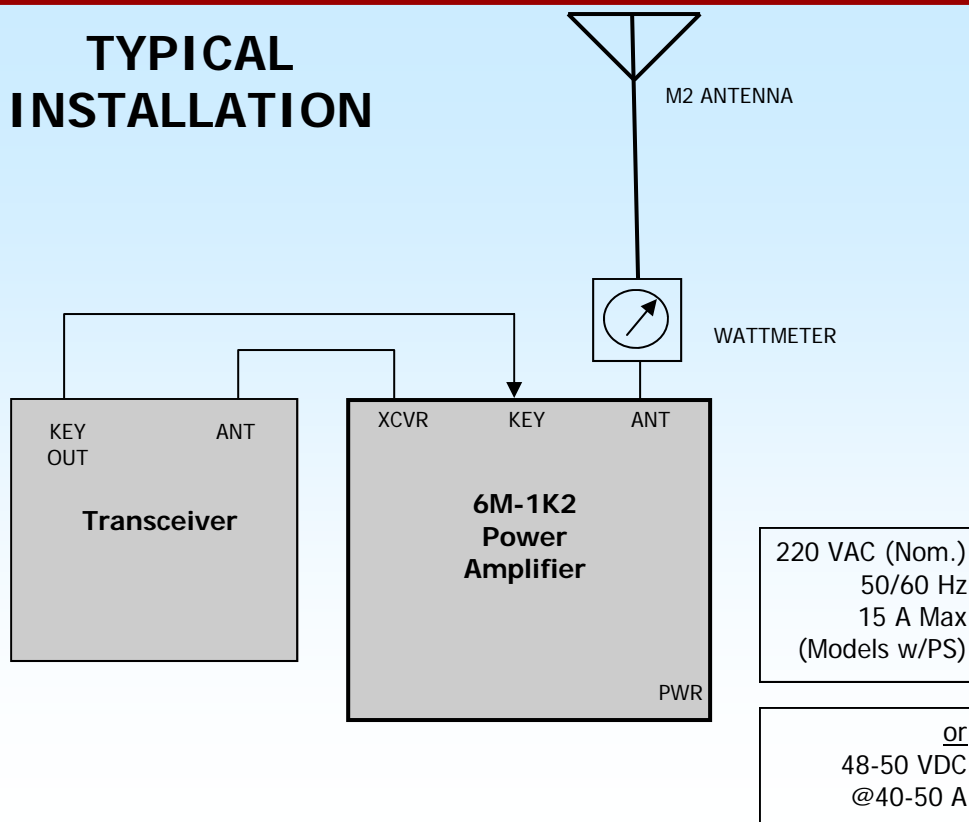 TYPICAL
INSTALLATION
M2 ANTENNA
WATTMETER
KEY
OUT
ANT
Transceiver
XCVR
KEY
ANT
6M-1K2
Power
Amplifier
PWR
220 VAC (Nom.)
50/60 Hz
15 A Max
(Models w/PS)
or
48-50 VDC
@40-50 A